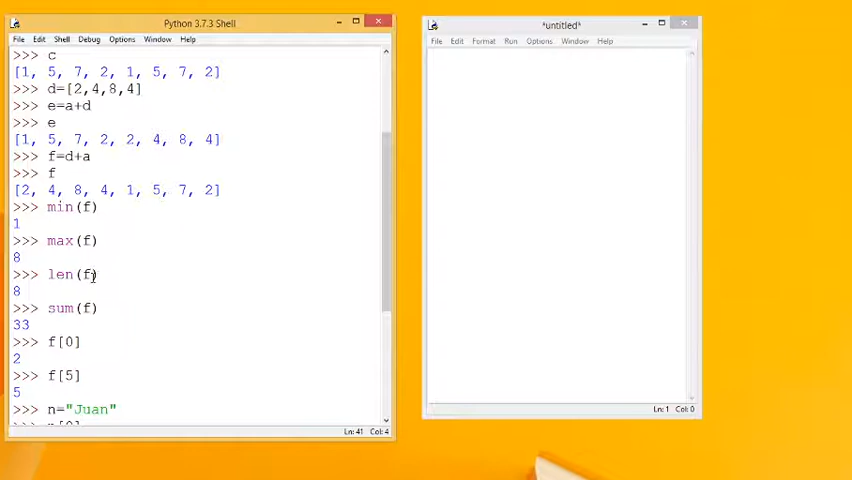 Python 3.7.3 Shell
File Edit Shell Debug Options Window Help
>>> c
[1, 5, 7, 2, 1, 5, 7, 2]
>>> d=[2,4,8,4]
>>> e=a+d
>>> e
[1, 5, 7, 2, 2, 4, 8, 4]
>>> f=d+a
>>> f
[2, 4, 8, 4, 1, 5, 7, 2]
>>> min(f)
1
>>> max(f)
8
>>> len(f)
8
>>> sum(f)
33
>>> f[0]
2
>>> f[5]
5
>>> n="Juan"
>>>
Ln: 41 Col: 4
*untitled*
File Edit Format Run Options Window Help
Ln: 1 Col: 0